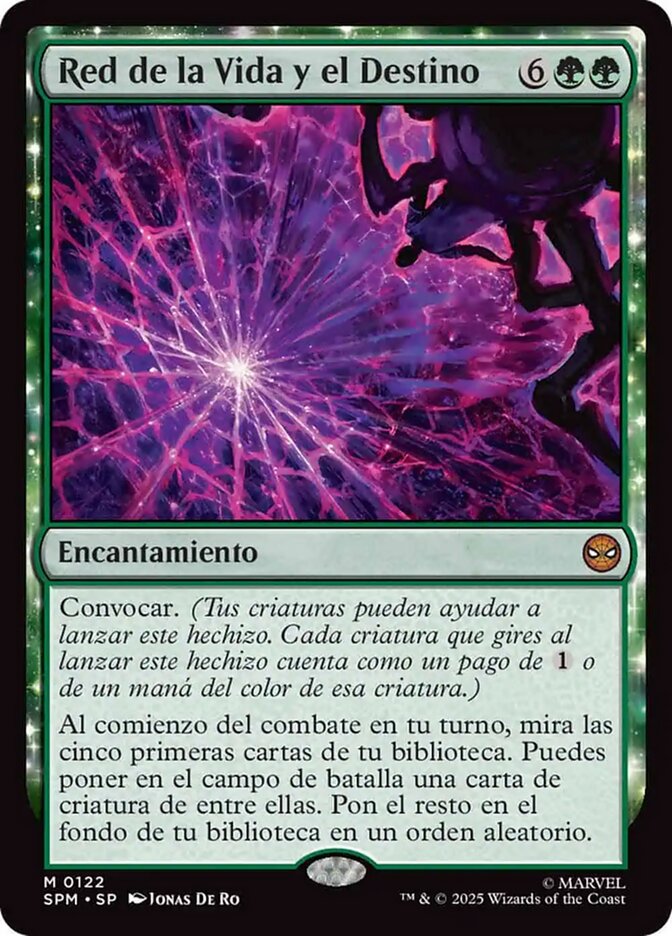 Red de la Vida y el Destino 6
Encantamiento
Convocar. (Tus criaturas pueden ayudar a
lanzar este hechizo. Cada criatura que gires al
lanzar este hechizo cuenta como un pago de 1 o
de un maná del color de esa criatura.)
Al comienzo del combate en tu turno, mira las
cinco primeras cartas de tu biblioteca. Puedes
poner en el campo de batalla una carta de
criatura de entre ellas. Pon el resto en el
fondo de tu biblioteca en un orden aleatorio.
M 0122
SPM • SP Jonas De Ro
© MARVEL
™ & © 2025 Wizards of the Coast